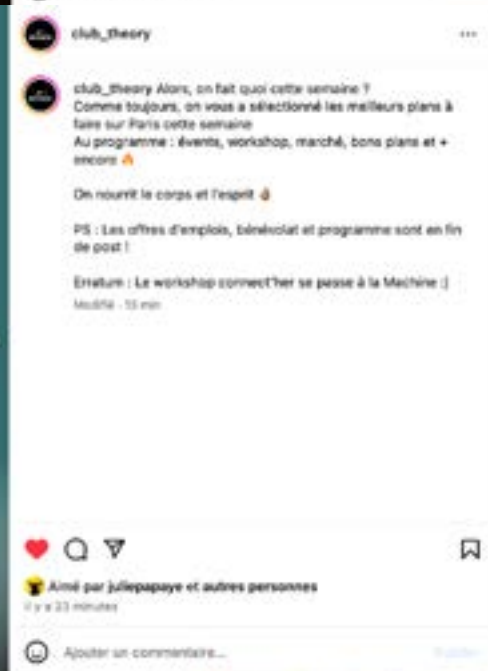 club_theory
club_theory Alors, on fait quoi cette semaine ?
Comme toujours, on vous a sélectionné les meilleurs plans à
faire sur Paris cette semaine
Au programme : évents, workshop, marché, bons plans et +
encore 🔥
On nourrit le corps et l'esprit 👌🏾
PS : Les offres d'emplois, bénévolat et programme sont en fin
de post !
Erratum : Le workshop connect'her se passe à la Machine :)
Modifié · 13 min
Aimé par juliepapaye et autres personnes
il y a 23 minutes
Ajouter un commentaire...